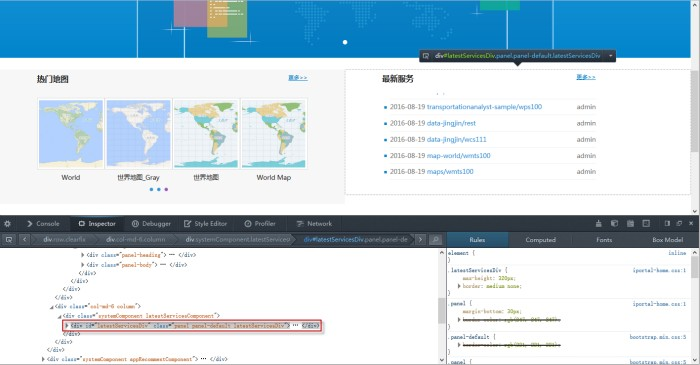 div#latestServicesDiv.panel.panel-default.latestServicesDiv
热门地图 更多>>
World 世界地图_Gray 世界地图 World Map
最新服务 更多>>
2016-08-19 transportationanalyst-sample/wps100 admin
2016-08-19 data-jingjin/rest admin
2016-08-19 data-jingjin/wcs111 admin
2016-08-19 map-world/wmts100 admin
2016-08-19 maps/wmts100 admin
Console Inspector Debugger Style Editor Profiler Network
div.row.clearfix div.col-md-6.column div.systemComponent.latestServices div#latestServicesDiv.panel.panel-de
Rules Computed Fonts Box Model
<div class="panel-heading"> </div>
<div class="panel-body"> </div>
</div>
</div>
</div>
<div class="col-md-6 column">
<div class="systemComponent latestServicesComponent">
<div id="latestServicesDiv" class="panel panel-default latestServicesDiv"> </div>
</div>
</div>
<div class="systemComponent appRecommentComponent"> </div>
element { inline
}
.latestServicesDiv { iportal-home.css:1
max-height: 320px;
border: medium none;
}
.panel { iportal-home.css:1
margin-bottom: 30px;
}
.panel-default { bootstrap.min.css:5
}
.panel { bootstrap.min.css:5